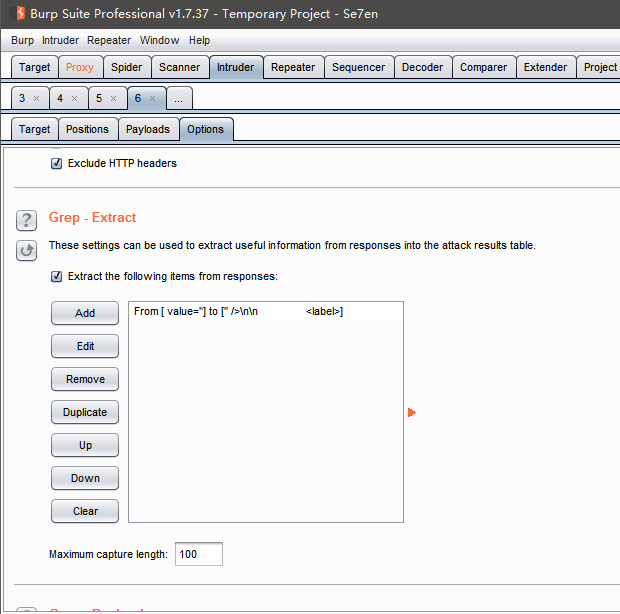 Burp Suite Professional v1.7.37 - Temporary Project - Se7en
Burp Intruder Repeater Window Help
Target Proxy Spider Scanner Intruder Repeater Sequencer Decoder Comparer Extender Project
3 × 4 × 5 × 6 × ...
Target Positions Payloads Options
Exclude HTTP headers
? Grep - Extract
These settings can be used to extract useful information from responses into the attack results table.
Extract the following items from responses:
Add
From [ value="] to [" />\n\n <label>]
Edit
Remove
Duplicate
Up
Down
Clear
Maximum capture length: 100